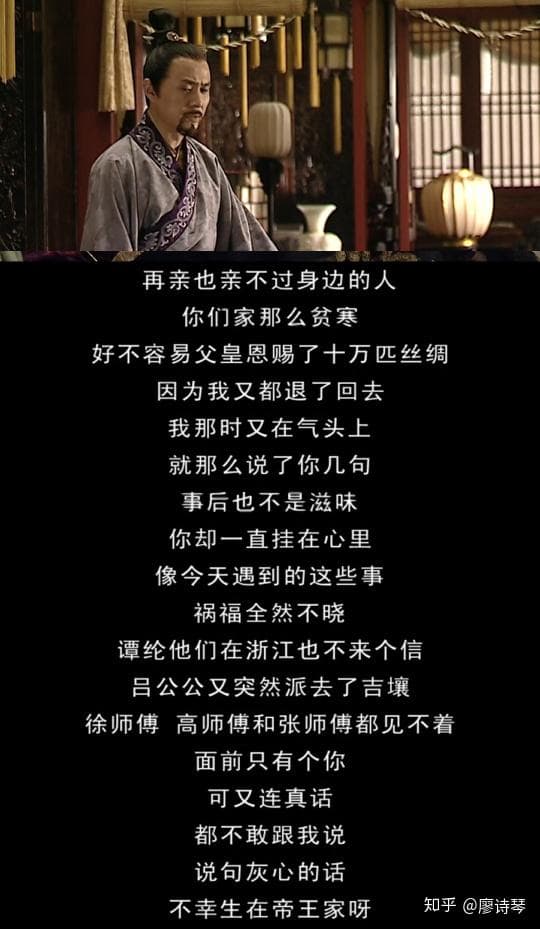 再亲也亲不过身边的人
你们家那么贫寒
好不容易父皇恩赐了十万匹丝绸
因为我又都退了回去
我那时又在气头上
就那么说了你几句
事后也不是滋味
你却一直挂在心里
像今天遇到的这些事
祸福全然不晓
谭纶他们在浙江也不来个信
吕公公又突然派去了吉壤
徐师傅 高师傅和张师傅都见不着
面前只有个你
可又连真话
都不敢跟我说
说句灰心的话
不幸生在帝王家呀
知乎 @廖诗琴